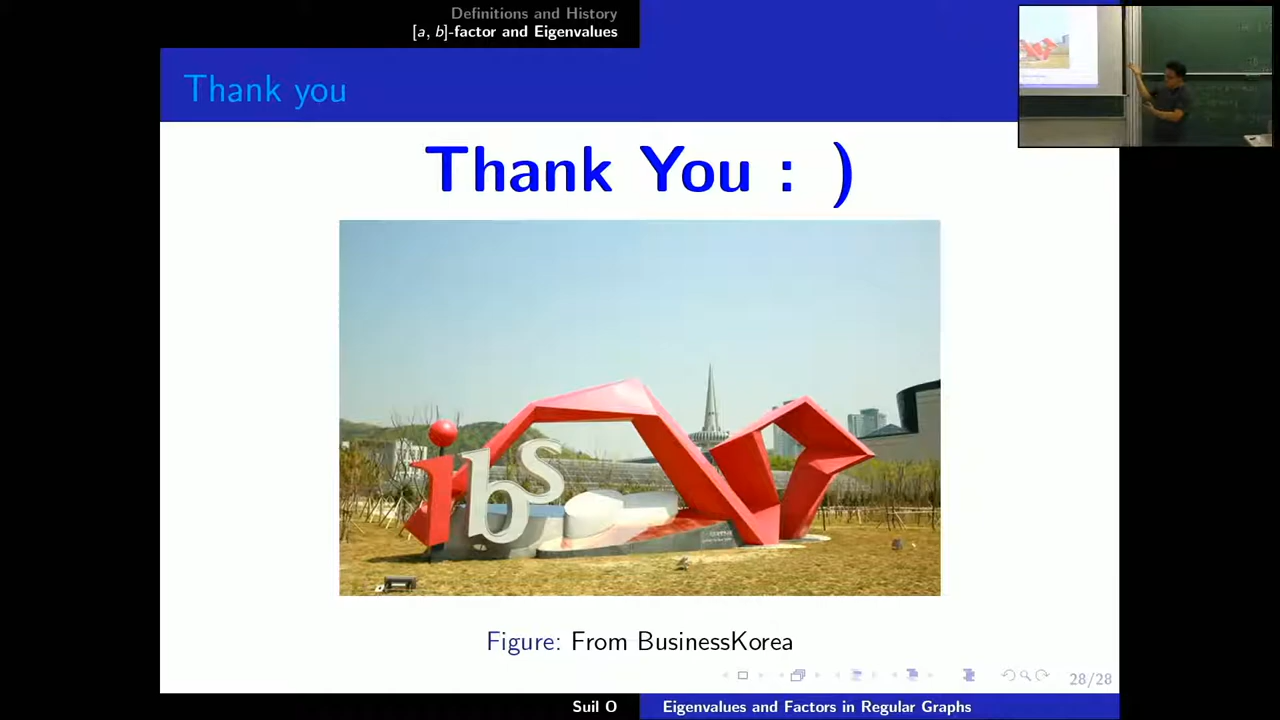 Definitions and History
[a, b]-factor and Eigenvalues
Thank you
Thank You : )
ibs
Figure: From BusinessKorea
28/28
Suil O
Eigenvalues and Factors in Regular Graphs